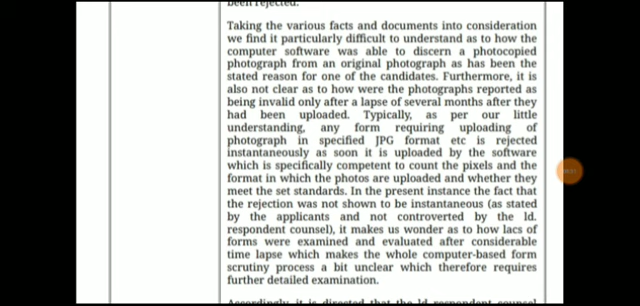 been rejected.
Taking the various facts and documents into consideration
we find it particularly difficult to understand as to how the
computer software was able to discern a photocopied
photograph from an original photograph as has been the
stated reason for one of the candidates. Furthermore, it is
also not clear as to how were the photographs reported as
being invalid only after a lapse of several months after they
had been uploaded. Typically, as per our little
understanding, any form requiring uploading of
photograph in specified JPG format etc is rejected
instantaneously as soon it is uploaded by the software
which is specifically competent to count the pixels and the
format in which the photos are uploaded and whether they
meet the set standards. In the present instance the fact that
the rejection was not shown to be instantaneous (as stated
by the applicants and not controverted by the ld.
respondent counsel), it makes us wonder as to how lacs of
forms were examined and evaluated after considerable
time lapse which makes the whole computer-based form
scrutiny process a bit unclear which therefore requires
further detailed examination.
Accordingly it is directed that the ld respondent counsel